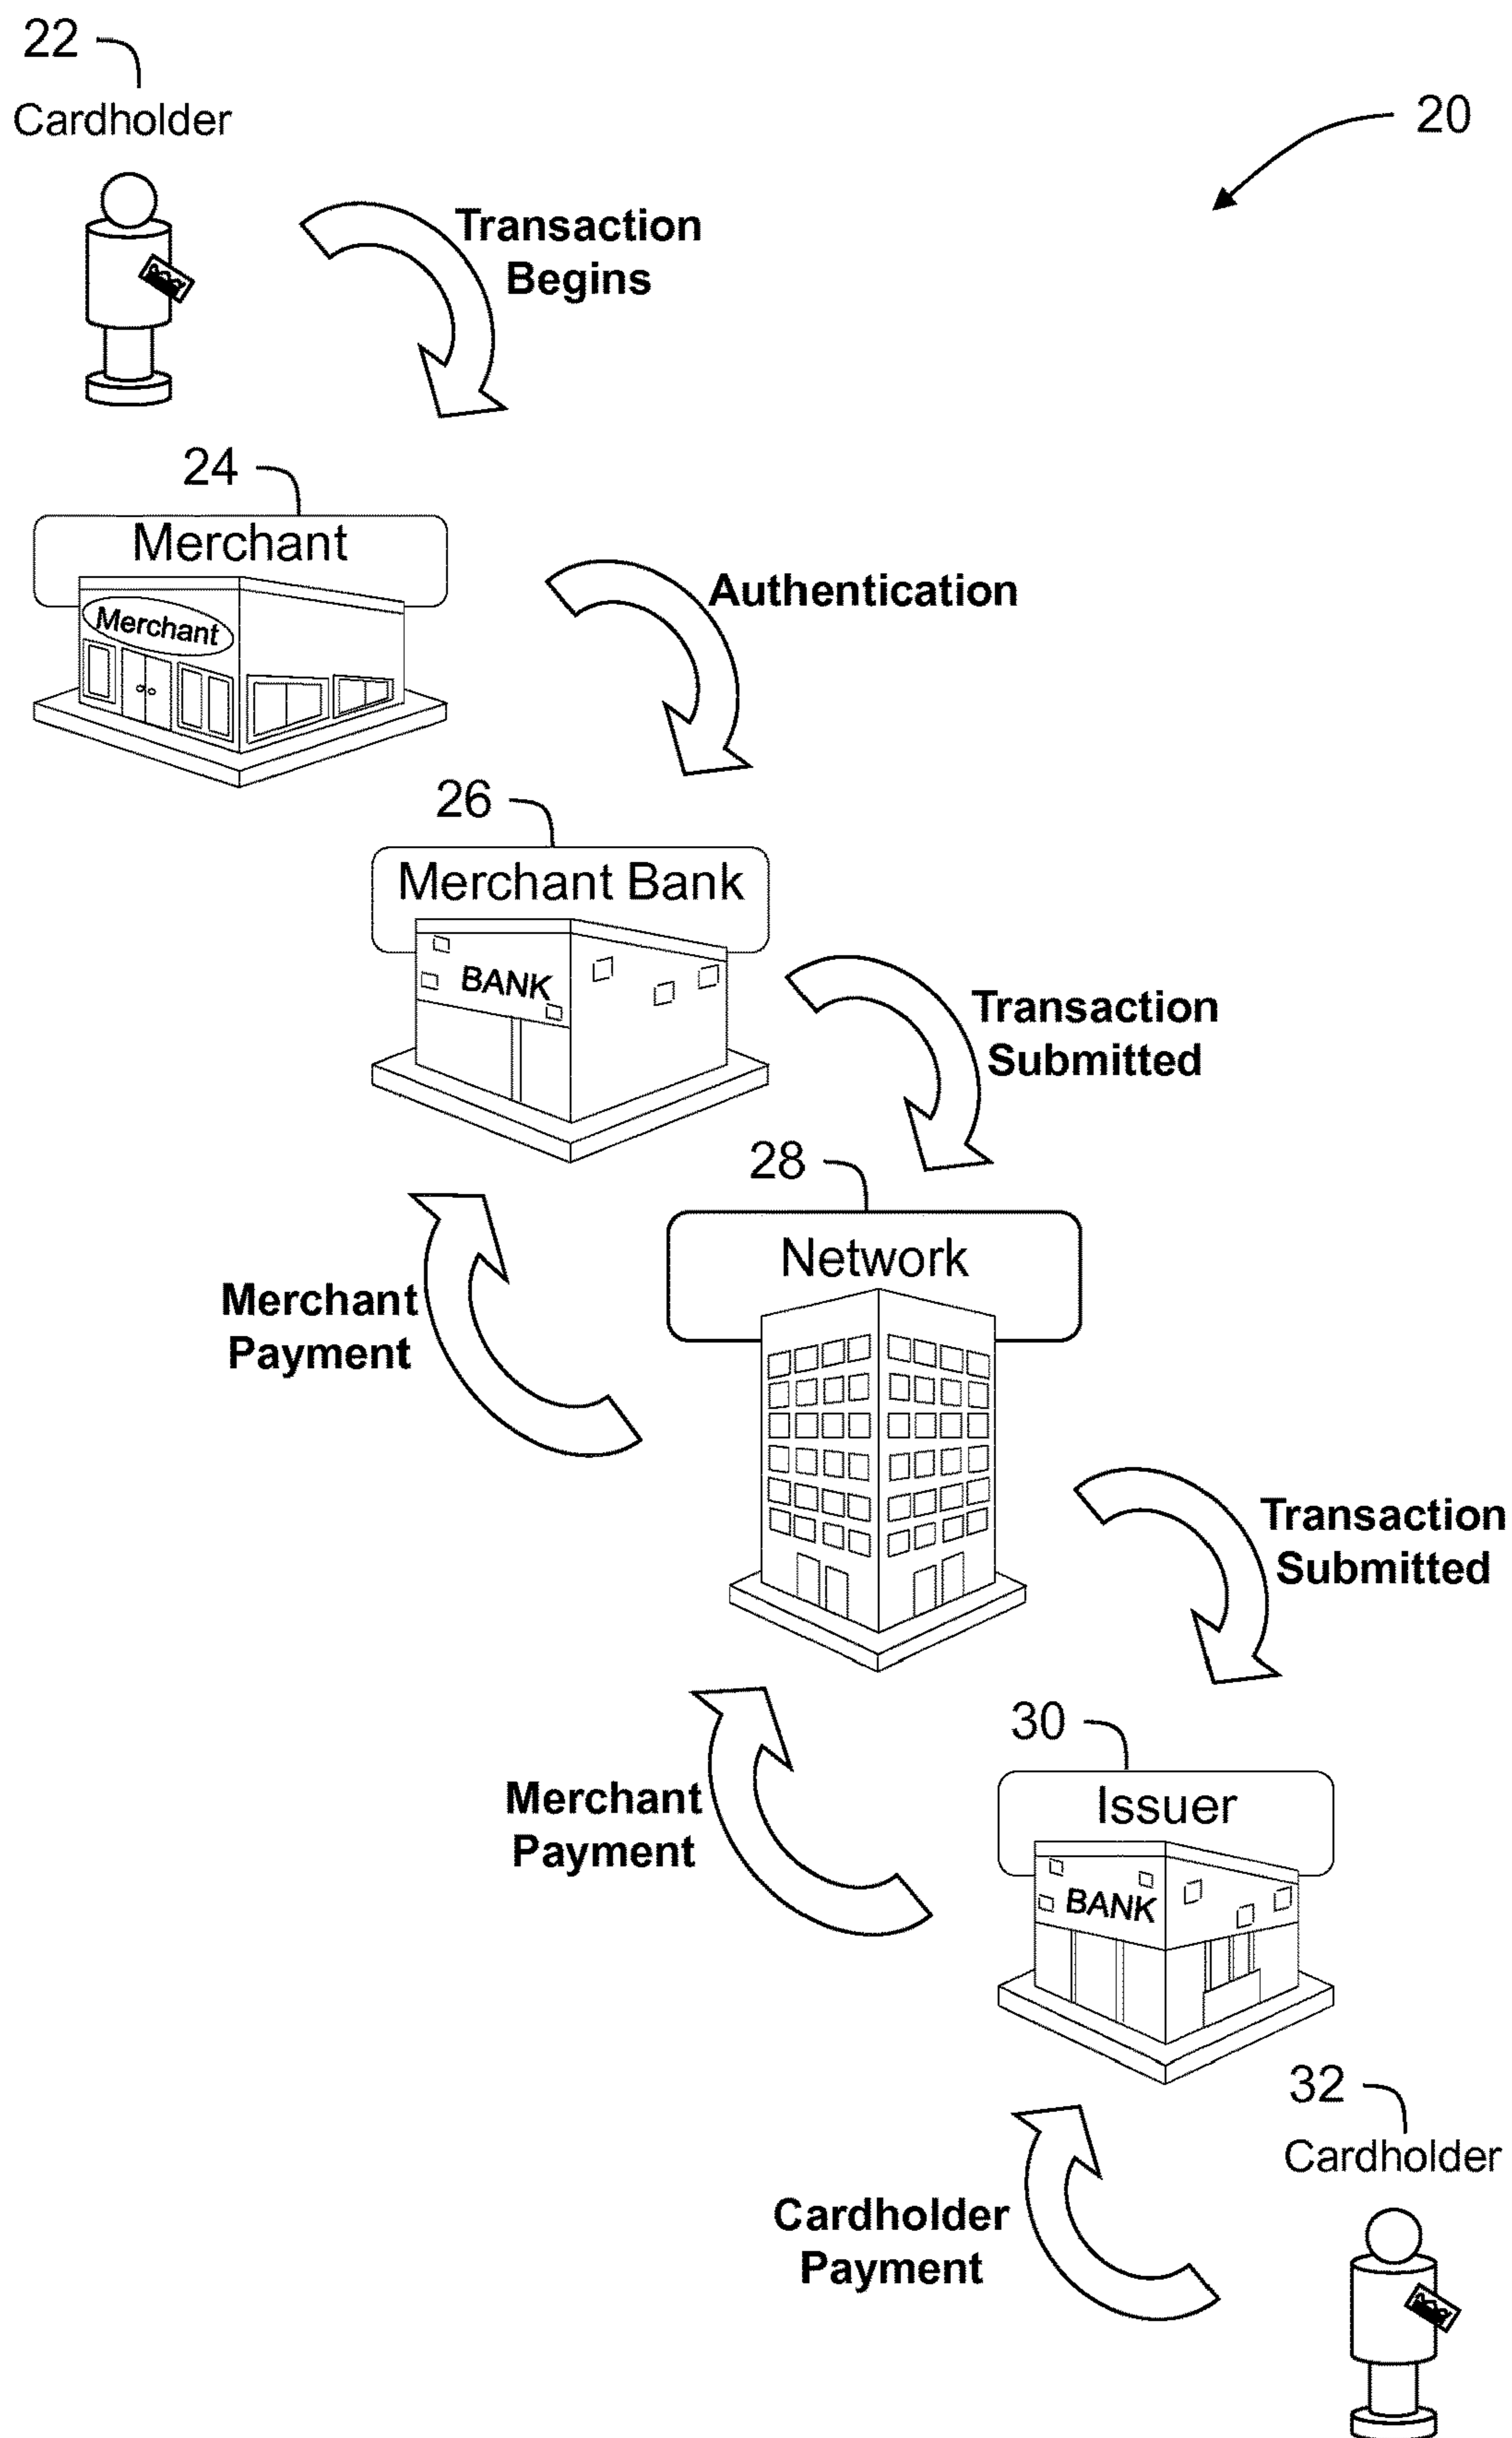 22
Cardholder
20
Transaction
Begins
24
Merchant
Merchant
Authentication
26
Merchant Bank
BANK
Transaction
Submitted
28
Network
Merchant
Payment
Transaction
Submitted
30
Issuer
BANK
Merchant
Payment
32
Cardholder
Cardholder
Payment